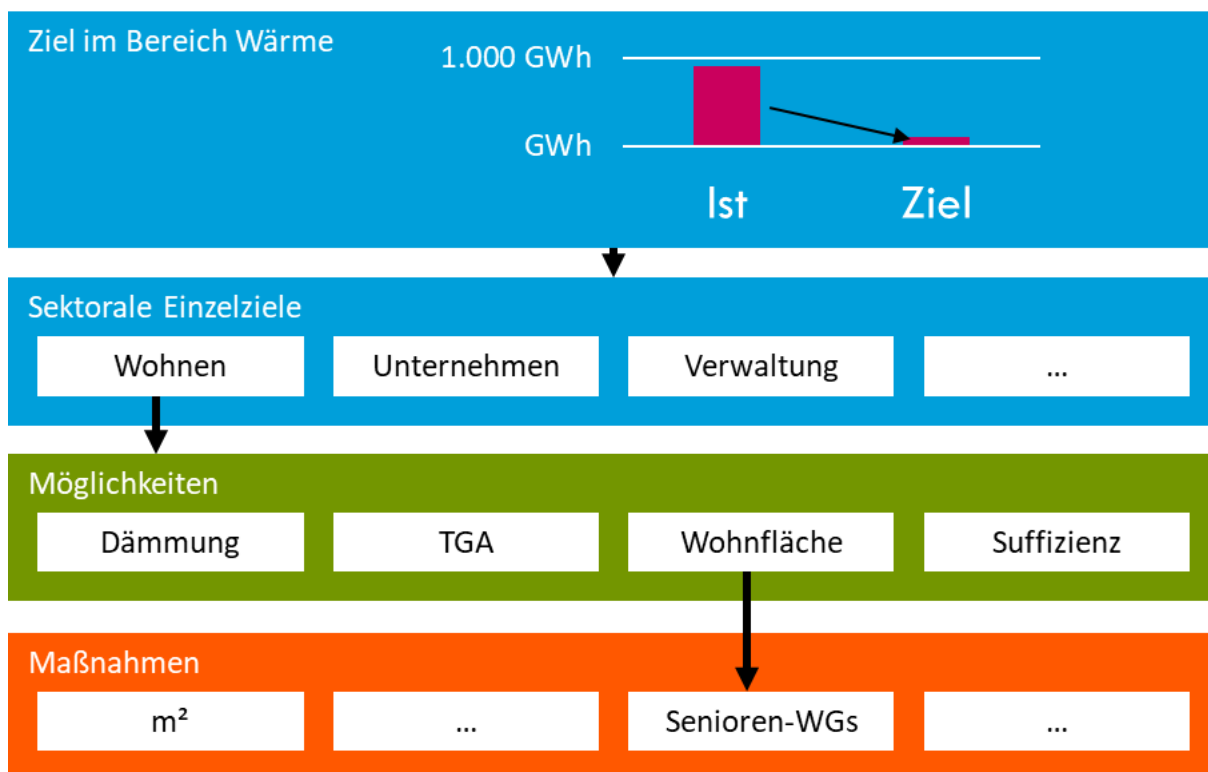 Ziel im Bereich Wärme
1.000 GWh
GWh
Ist Ziel
Sektorale Einzelziele
Wohnen Unternehmen Verwaltung ...
Möglichkeiten
Dämmung TGA Wohnfläche Suffizienz
Maßnahmen
m² ... Senioren-WGs ...